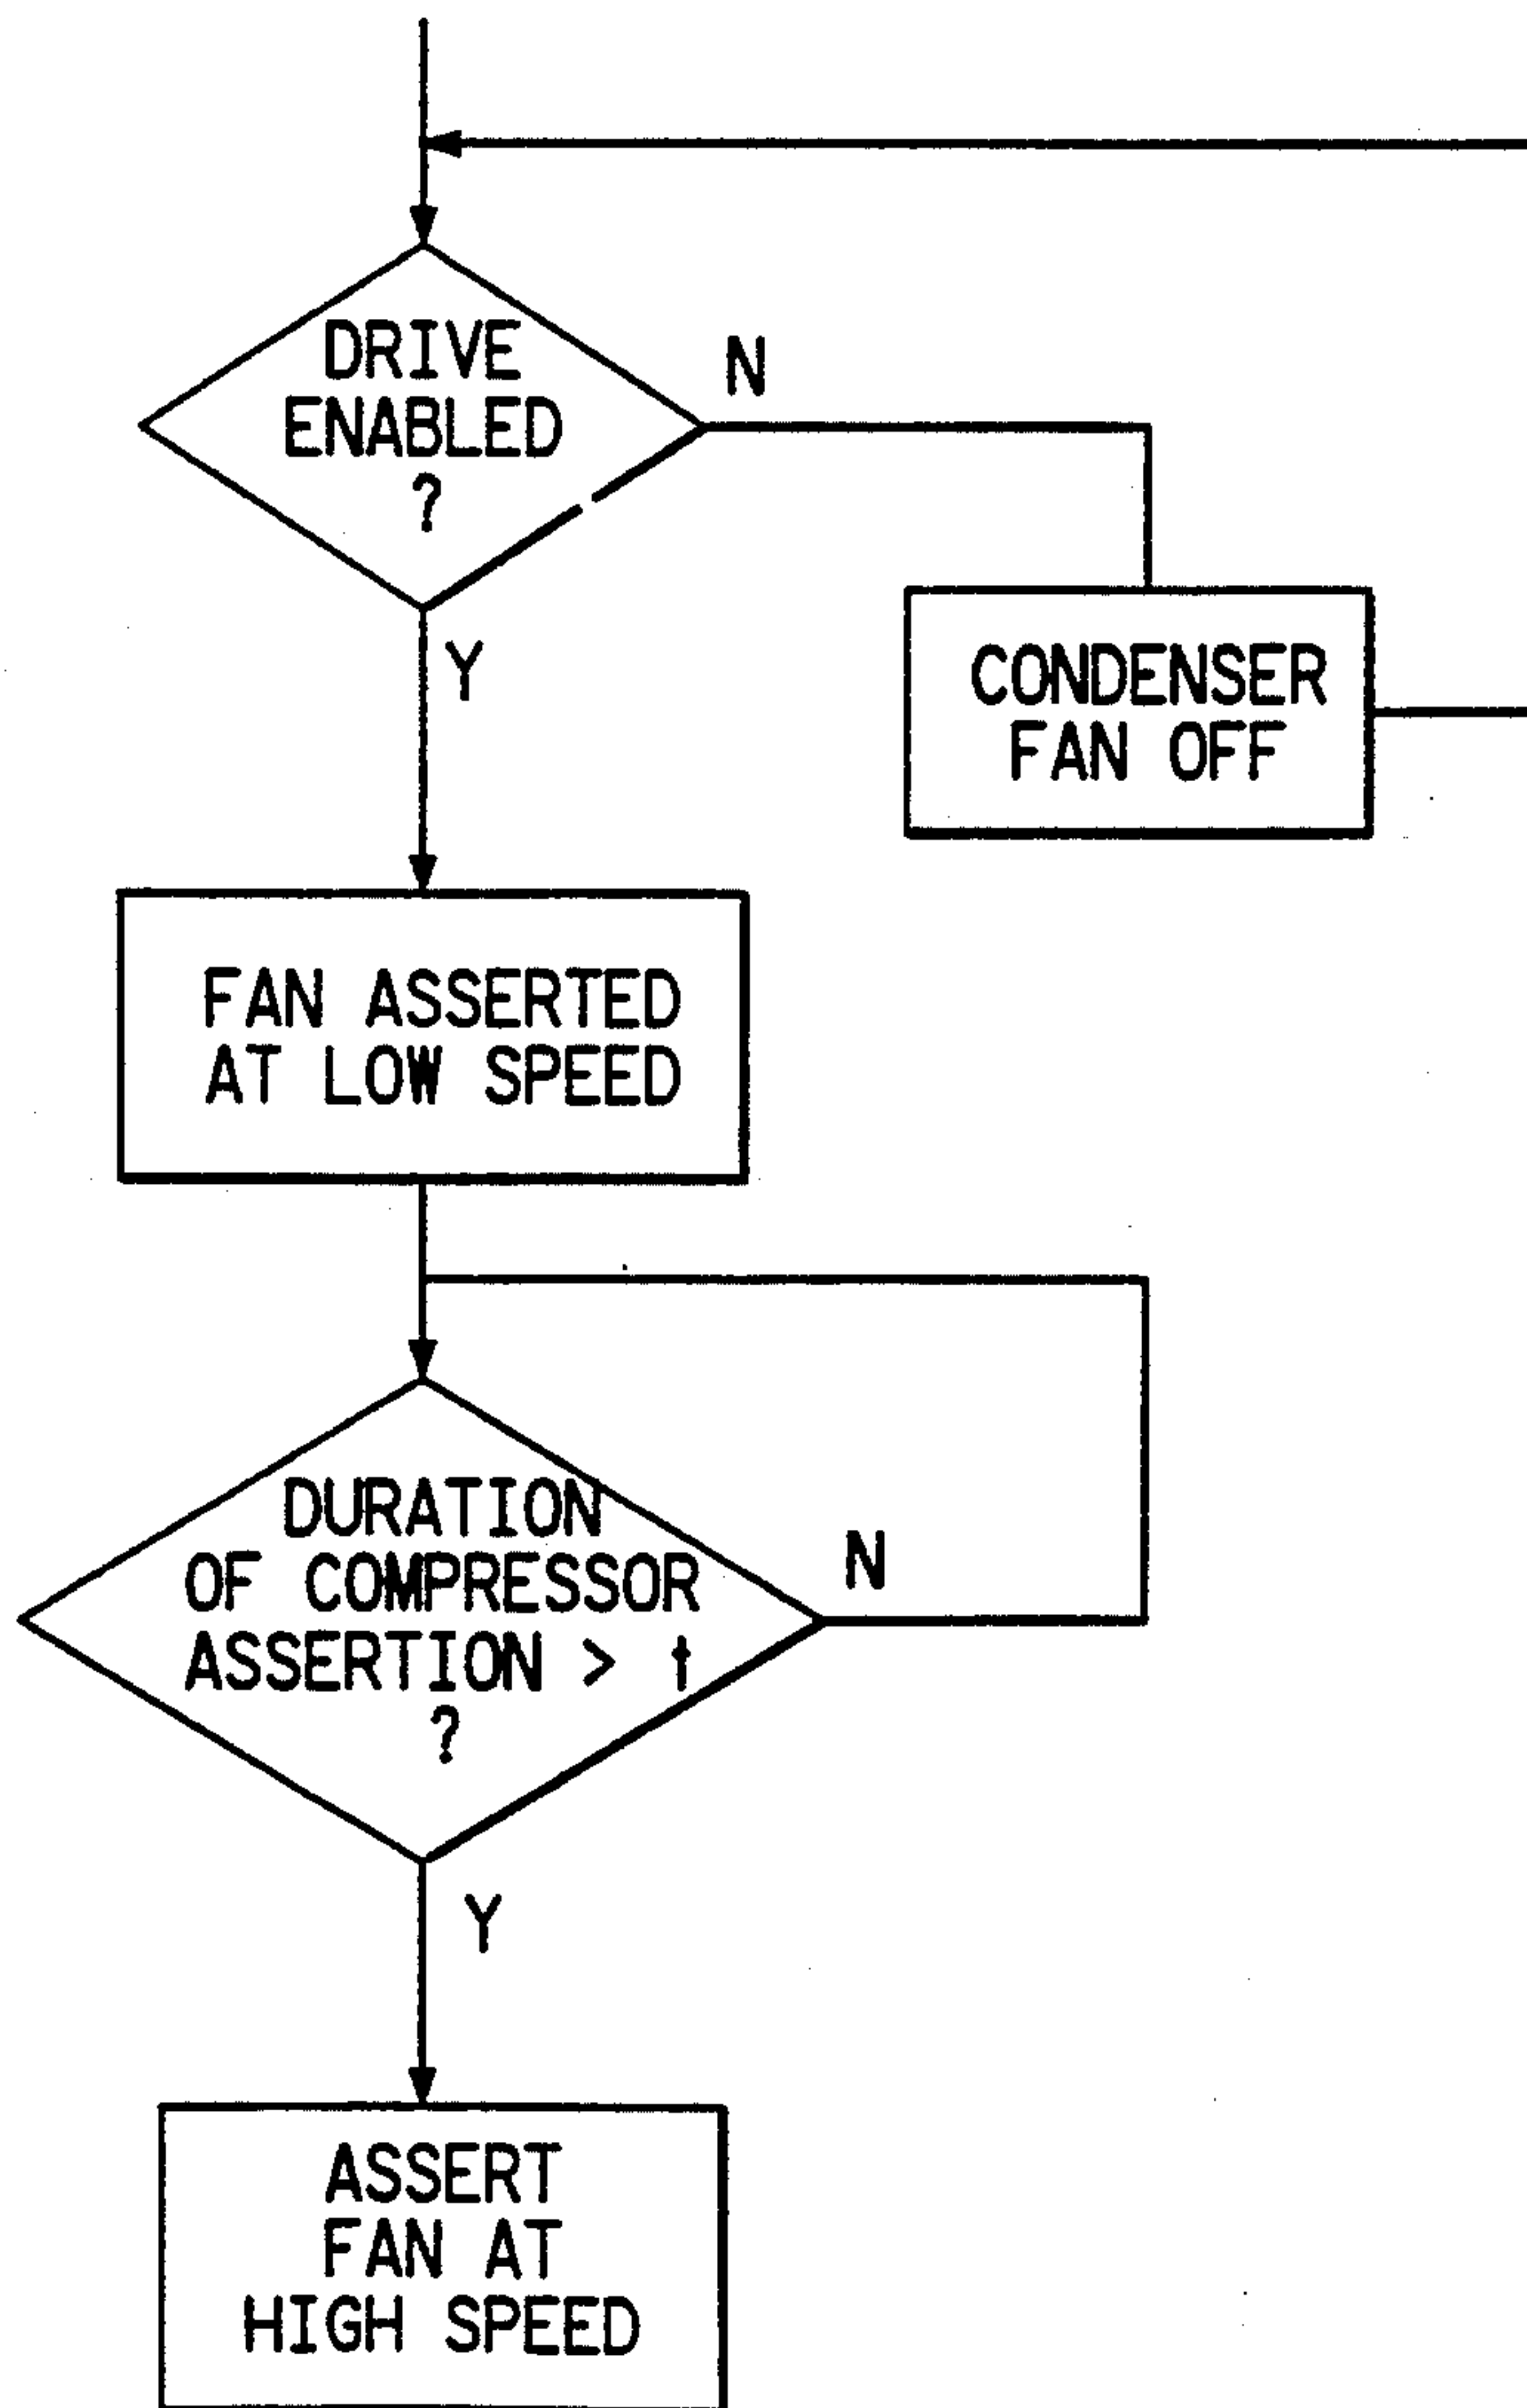 DRIVE
ENABLED
?
N
Y
CONDENSER
FAN OFF
FAN ASSERTED
AT LOW SPEED
DURATION
OF COMPRESSOR
ASSERTION > t
?
N
Y
ASSERT
FAN AT
HIGH SPEED